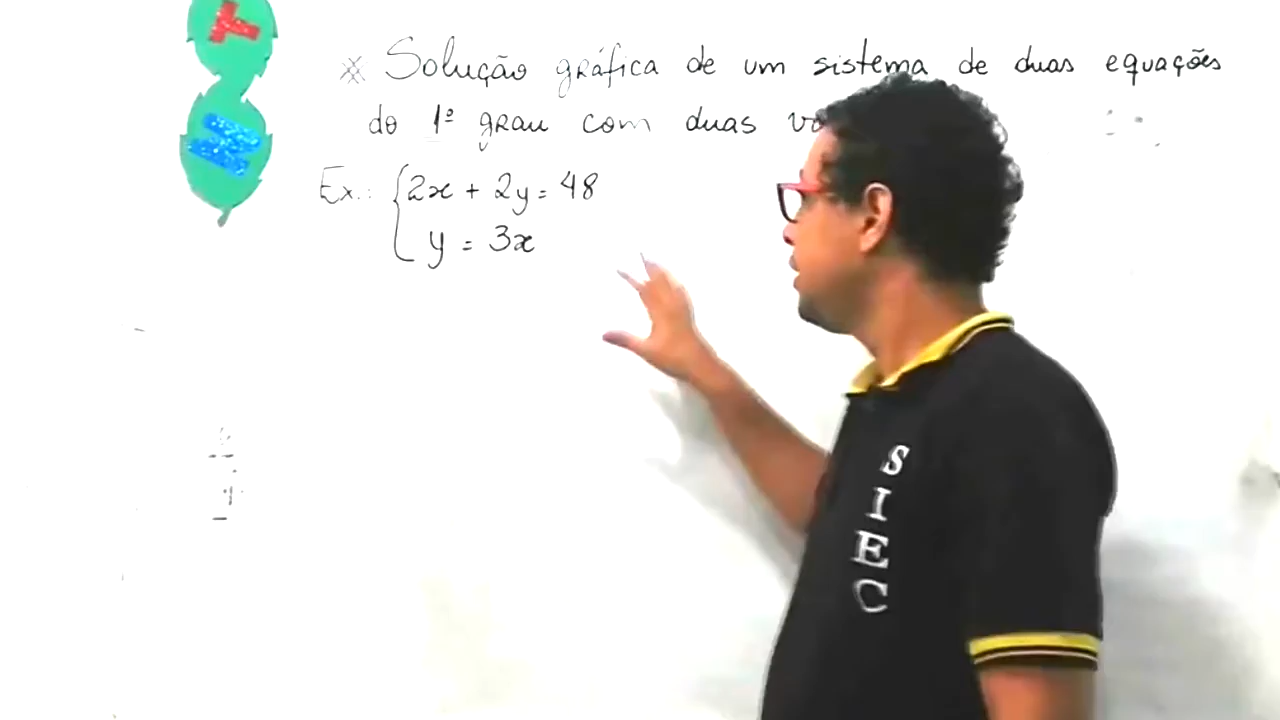 T
W
* Solução gráfica de um sistema de duas equações
do 1º grau com duas
Ex.: { 2x + 2y = 48
y = 3x
SIEC